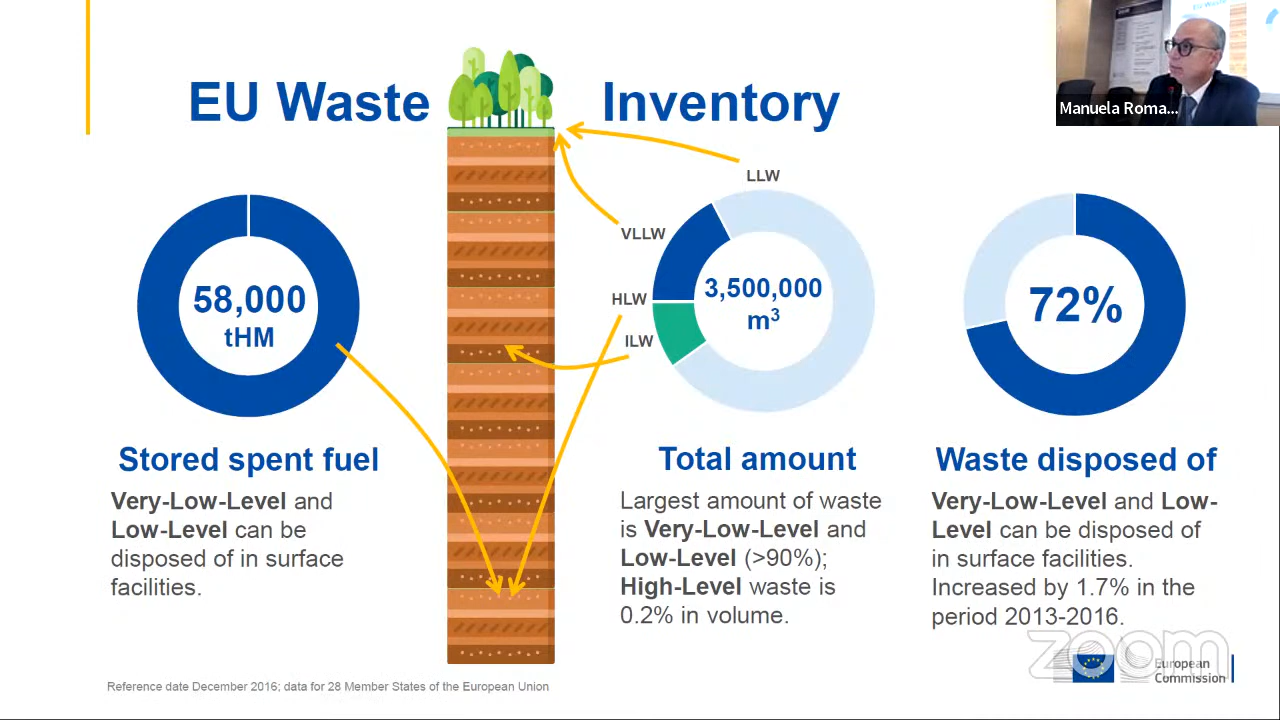 EU Waste Inventory
Manuela Roma...
LLW
VLLW
HLW
ILW
58,000
tHM
3,500,000
m³
72%
Stored spent fuel
Very-Low-Level and
Low-Level can be
disposed of in surface
facilities.
Total amount
Largest amount of waste
is Very-Low-Level and
Low-Level (>90%);
High-Level waste is
0.2% in volume.
Waste disposed of
Very-Low-Level and Low-
Level can be disposed of
in surface facilities.
Increased by 1.7% in the
period 2013-2016.
zoom
European
Commission
Reference date December 2016; data for 28 Member States of the European Union